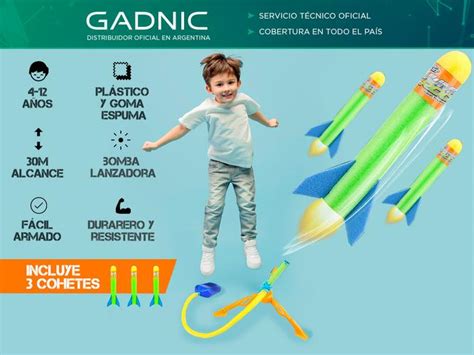 GADNIC
DISTRIBUIDOR OFICIAL EN ARGENTINA
> SERVICIO TÉCNICO OFICIAL
> COBERTURA EN TODO EL PAÍS
4-12
AÑOS
PLÁSTICO
Y GOMA
ESPUMA
30M
ALCANCE
BOMBA
LANZADORA
FÁCIL
ARMADO
DURARERO Y
RESISTENTE
INCLUYE
3 COHETES